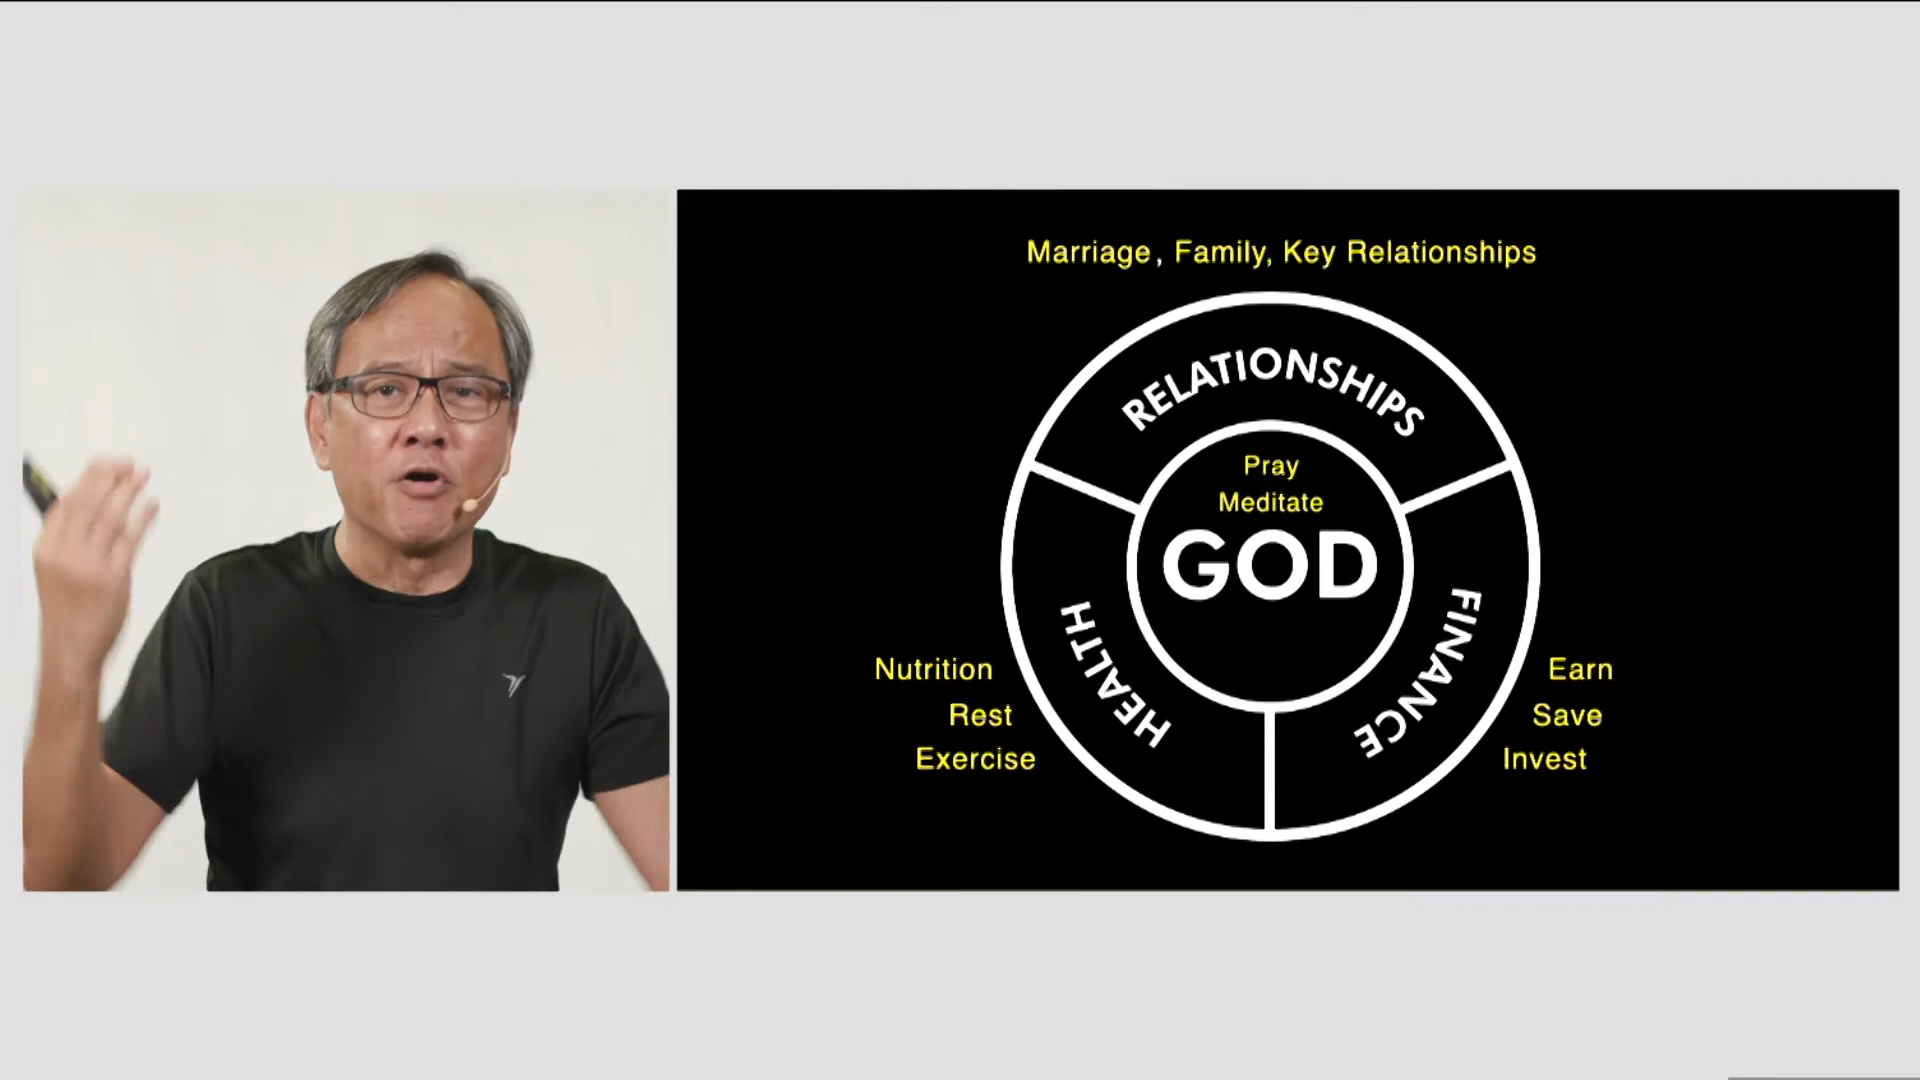 Marriage, Family, Key Relationships
RELATIONSHIPS
Pray
Meditate
GOD
HEALTH
FINANCE
Nutrition
Rest
Exercise
Earn
Save
Invest